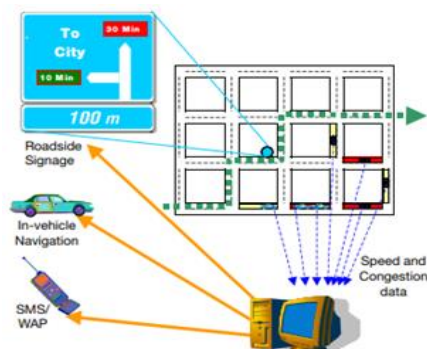 To
City
30 Min
10 Min
100 m
Roadside
Signage
In-vehicle
Navigation
SMS/
WAP
Speed and
Congestion
data